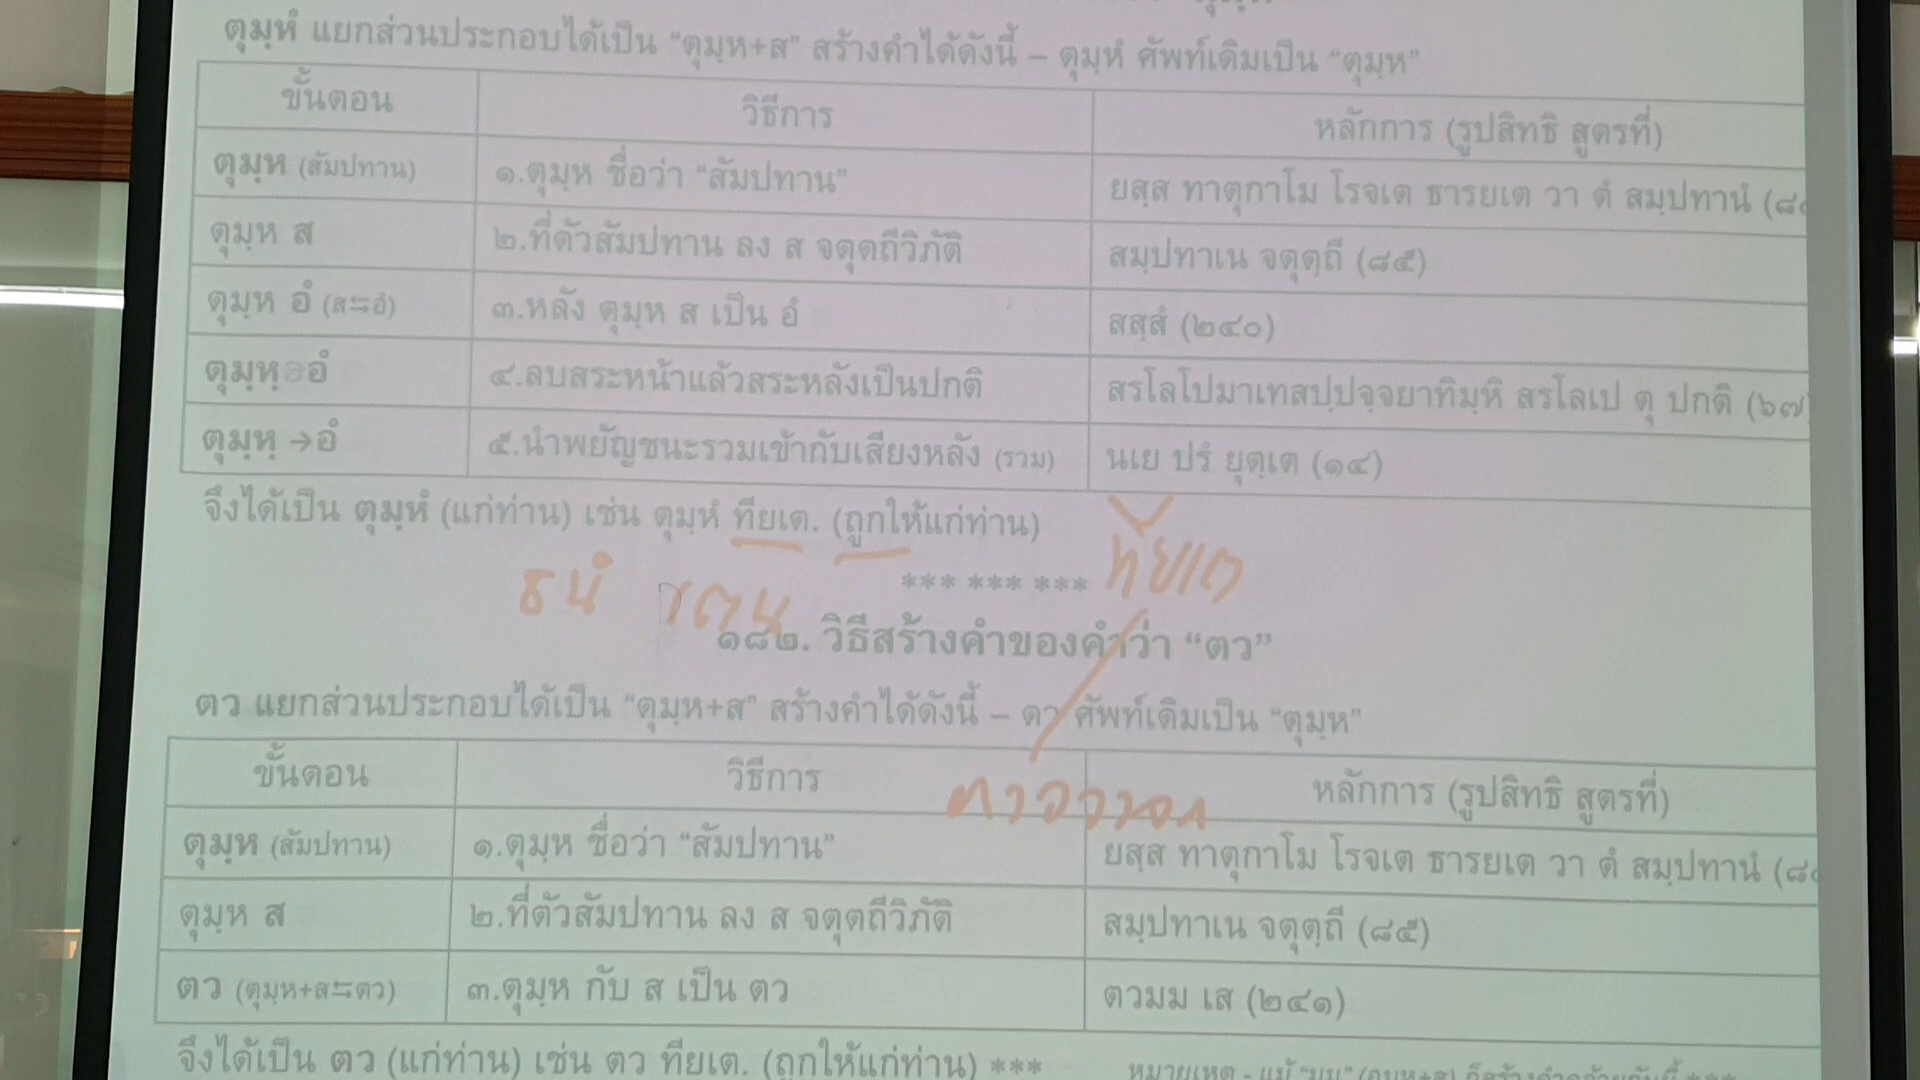 ตุมฺหํ แยกส่วนประกอบได้เป็น “ตุมฺห+ส” สร้างคำได้ดังนี้ – ตุมฺหํ ศัพท์เดิมเป็น “ตุมฺห”
ขั้นตอน วิธีการ หลักการ (รูปสิทธิ สูตรที่)
ตุมฺห (สัมปทาน) ๑.ตุมฺห ชื่อว่า “สัมปทาน” ยสฺส ทาตุกาโม โรจเต ธารยเต วา ตํ สมฺปทานํ
ตุมฺห ส ๒.ที่ตัวสัมปทาน ลง ส จตุตถีวิภัติ สมฺปทาเน จตุตฺถี (๘๕)
ตุมฺห อํ (ส⇆อํ) ๓.หลัง ตุมฺห ส เป็น อํ สสฺสํ (๒๔๐)
ตุมฺหฺ อํ ๔.ลบสระหน้าแล้วสระหลังเป็นปกติ สรโลโปมาเทสปฺปจฺจยาทิมฺหิ สรโลเป ตุ ปกติ (๖๗)
ตุมฺหฺ →อํ ๕.นำพยัญชนะรวมเข้ากับเสียงหลัง (รวม) นเย ปรํ ยุตฺเต (๑๔)
จึงได้เป็น ตุมฺหํ (แก่ท่าน) เช่น ตุมฺหํ ทียเต. (ถูกให้แก่ท่าน)
ธนํ เตน *** *** *** ทียเต
๑๘๒. วิธีสร้างคำของคำว่า “ตว”
ตว แยกส่วนประกอบได้เป็น “ตุมฺห+ส” สร้างคำได้ดังนี้ – ตว ศัพท์เดิมเป็น “ตุมฺห”
ขั้นตอน วิธีการ หลักการ (รูปสิทธิ สูตรที่)
ตุมฺห (สัมปทาน) ๑.ตุมฺห ชื่อว่า “สัมปทาน” ยสฺส ทาตุกาโม โรจเต ธารยเต วา ตํ สมฺปทานํ
ตุมฺห ส ๒.ที่ตัวสัมปทาน ลง ส จตุตถีวิภัติ สมฺปทาเน จตุตฺถี (๘๕)
ตว (ตุมฺห+ส⇆ตว) ๓.ตุมฺห กับ ส เป็น ตว ตวมม เส (๒๔๑)
จึงได้เป็น ตว (แก่ท่าน) เช่น ตว ทียเต. (ถูกให้แก่ท่าน) ***